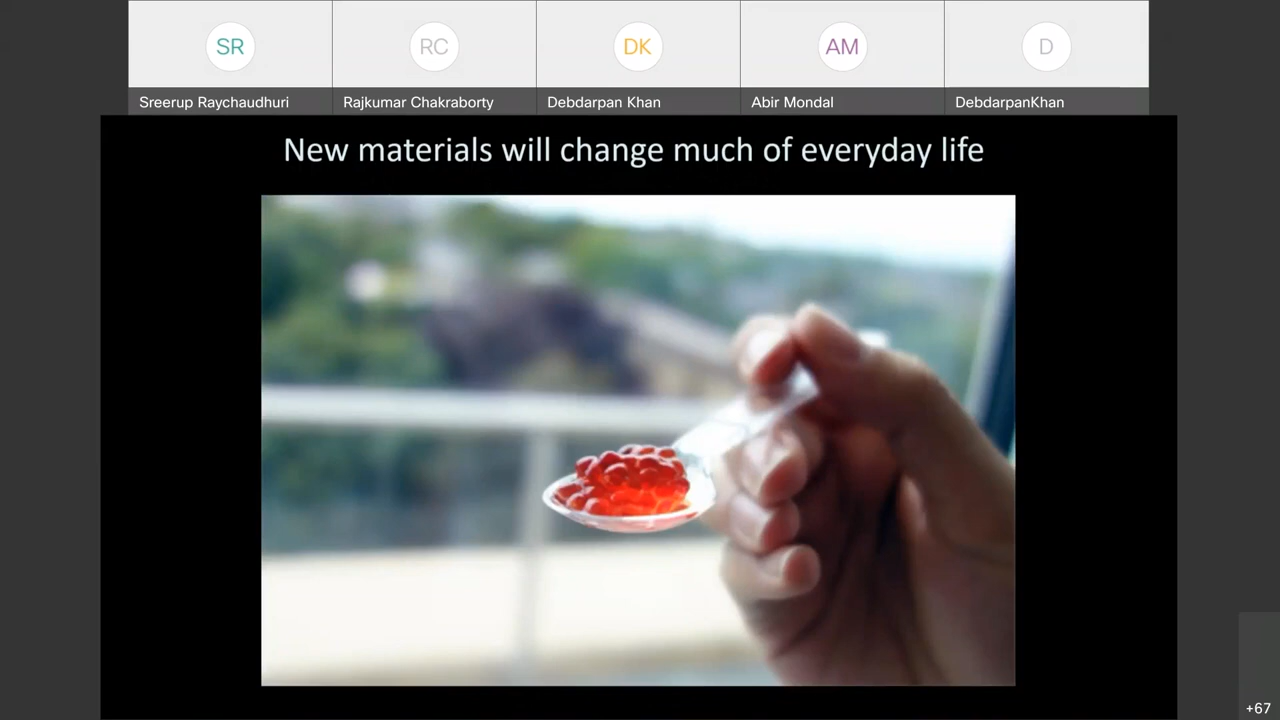 SR
RC
DK
AM
D
Sreerup Raychaudhuri
Rajkumar Chakraborty
Debdarpan Khan
Abir Mondal
DebdarpanKhan
New materials will change much of everyday life
+67